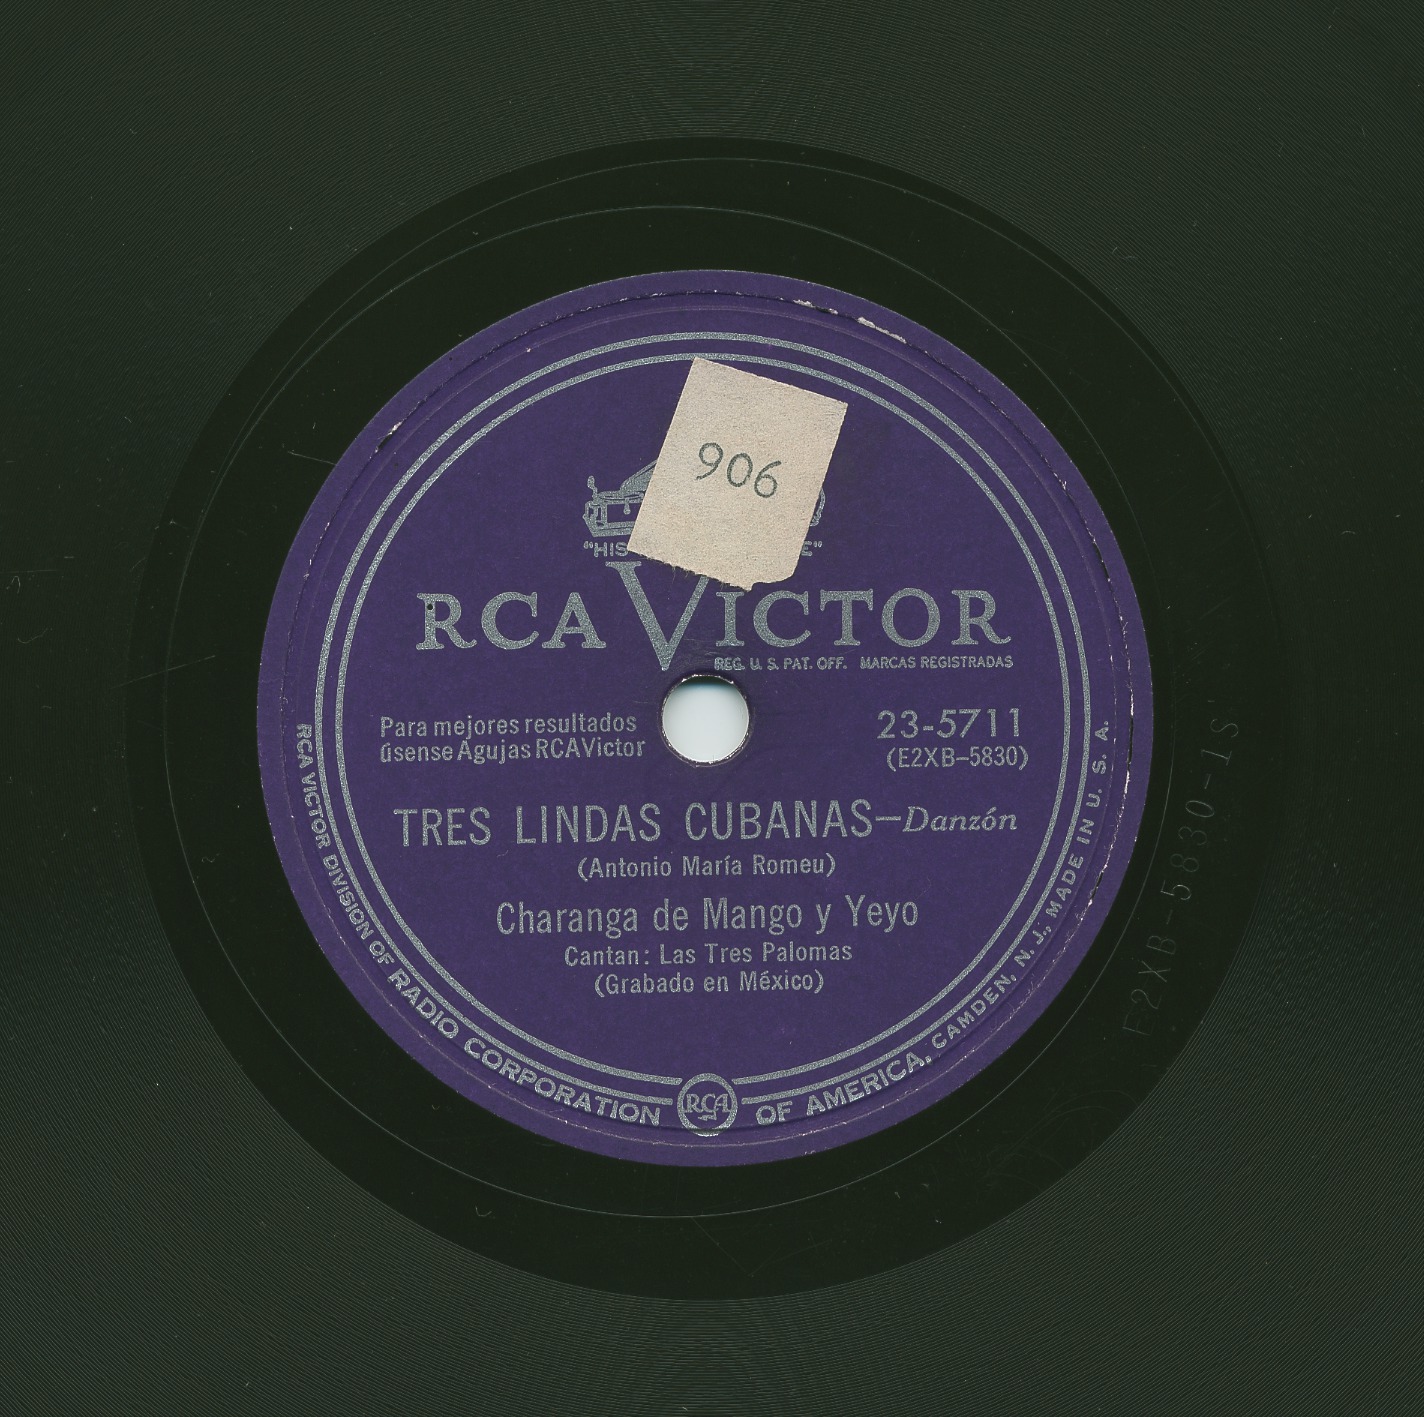 906
"HIS
E"
RCA VICTOR
REG. U. S. PAT. OFF. MARCAS REGISTRADAS
Para mejores resultados
úsense Agujas RCA Victor
23-5711
(E2XB-5830)
TRES LINDAS CUBANAS—Danzón
(Antonio María Romeu)
Charanga de Mango y Yeyo
Cantan: Las Tres Palomas
(Grabado en México)
RCA VICTOR DIVISION OF RADIO CORPORATION OF AMERICA, CAMDEN, N. J., MADE IN U. S. A.
RCA
E2XB-5830-1S